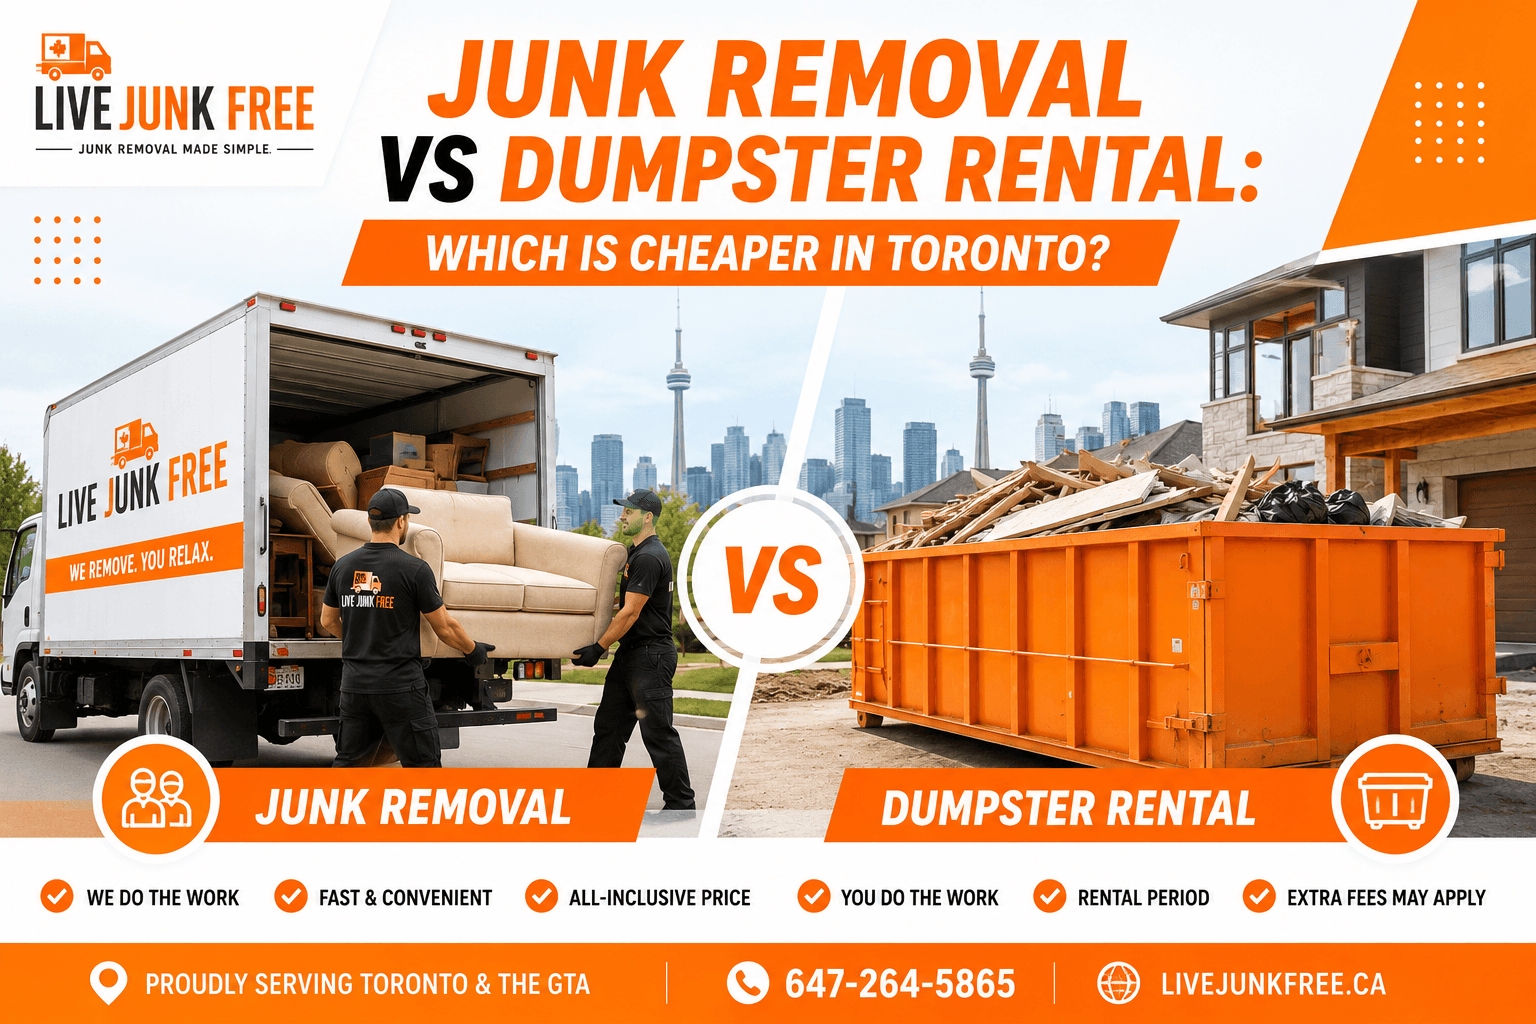 LIVE JUNK FREE
JUNK REMOVAL MADE SIMPLE.
JUNK REMOVAL
VS DUMPSTER RENTAL:
WHICH IS CHEAPER IN TORONTO?
LIVE JUNK FREE
WE REMOVE. YOU RELAX.
LIVE JUNK FREE
VS
JUNK REMOVAL
DUMPSTER RENTAL
WE DO THE WORK
FAST & CONVENIENT
ALL-INCLUSIVE PRICE
YOU DO THE WORK
RENTAL PERIOD
EXTRA FEES MAY APPLY
PROUDLY SERVING TORONTO & THE GTA
647-264-5865
LIVEJUNKFREE.CA